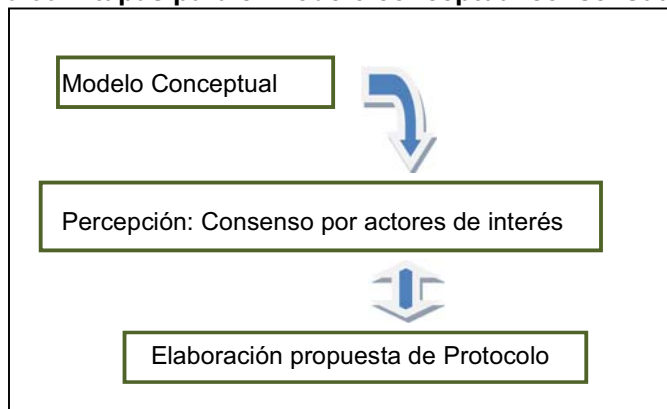 Modelo Conceptual
Percepción: Consenso por actores de interés
Elaboración propuesta de Protocolo